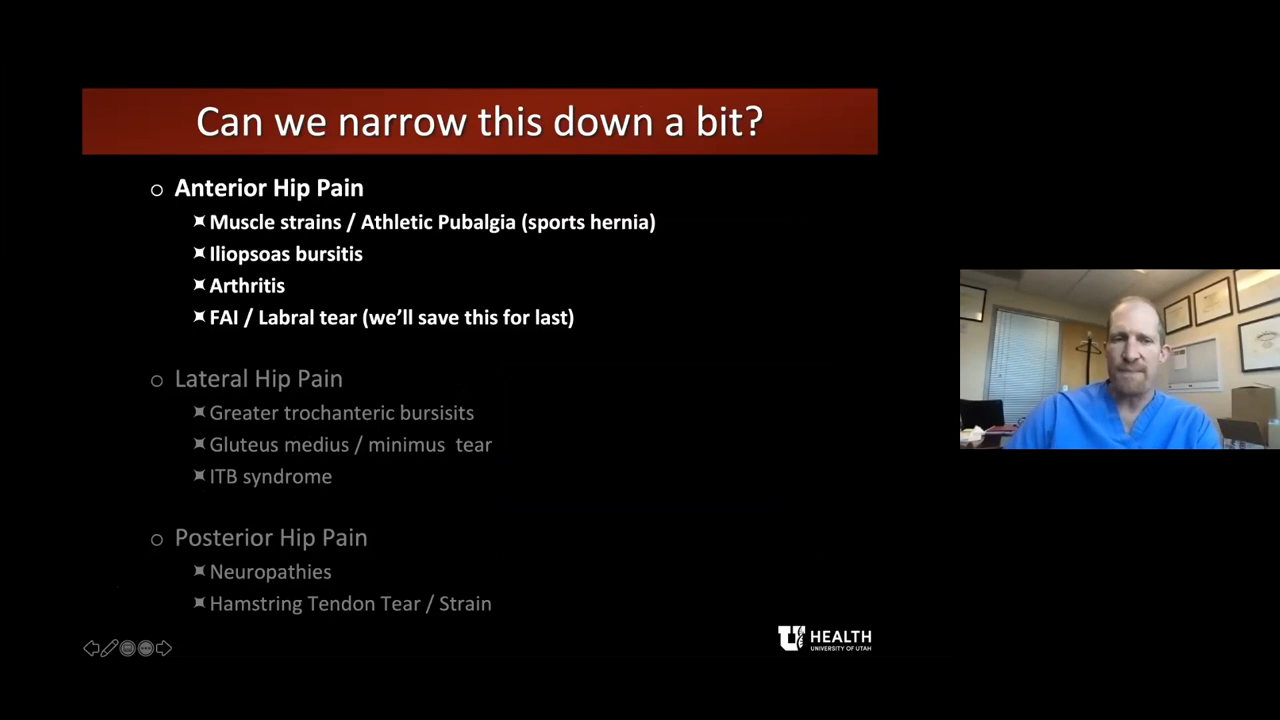 Can we narrow this down a bit?
Anterior Hip Pain
Muscle strains / Athletic Pubalgia (sports hernia)
Iliopsoas bursitis
Arthritis
FAI / Labral tear (we’ll save this for last)
Lateral Hip Pain
Greater trochanteric bursisits
Gluteus medius / minimus tear
ITB syndrome
Posterior Hip Pain
Neuropathies
Hamstring Tendon Tear / Strain
U HEALTH
UNIVERSITY OF UTAH